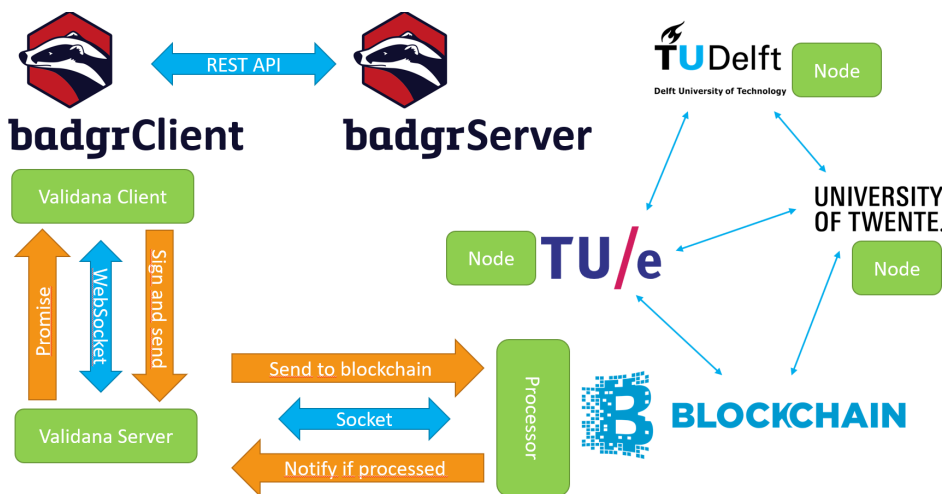 REST API
badgrClient
badgrServer
TUDelft
Delft University of Technology
Node
Validana Client
UNIVERSITY
OF TWENTE.
Node
TU/e
Node
Promise
WebSocket
Sign and send
Send to blockchain
Socket
Notify if processed
Processor
B BLOCKCHAIN
Validana Server